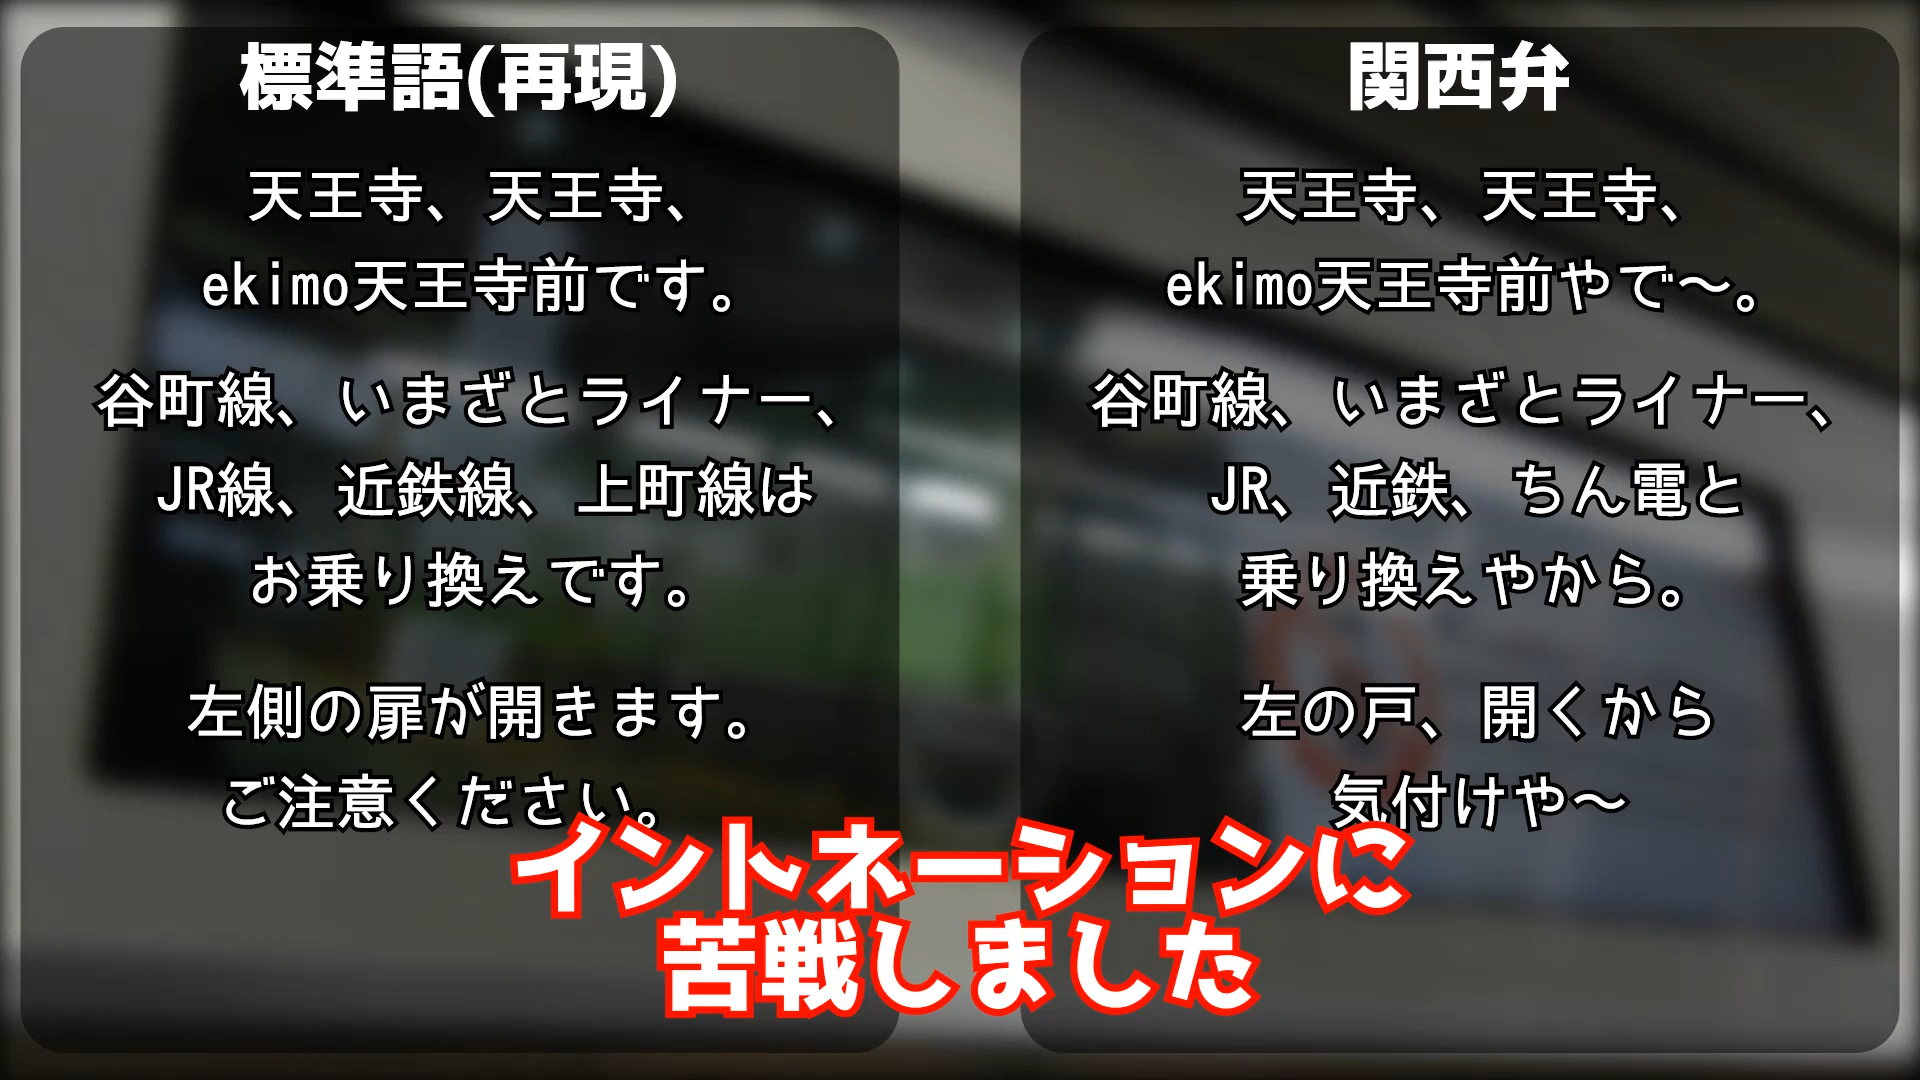 標準語(再現)
天王寺、天王寺、
ekimo天王寺前です。
谷町線、いまざとライナー、
JR線、近鉄線、上町線は
お乗り換えです。
左側の扉が開きます。
ご注意ください。
関西弁
天王寺、天王寺、
ekimo天王寺前やで～。
谷町線、いまざとライナー、
JR、近鉄、ちん電と
乗り換えやから。
左の戸、開くから
気付けや～
イントネーションに
苦戦しました